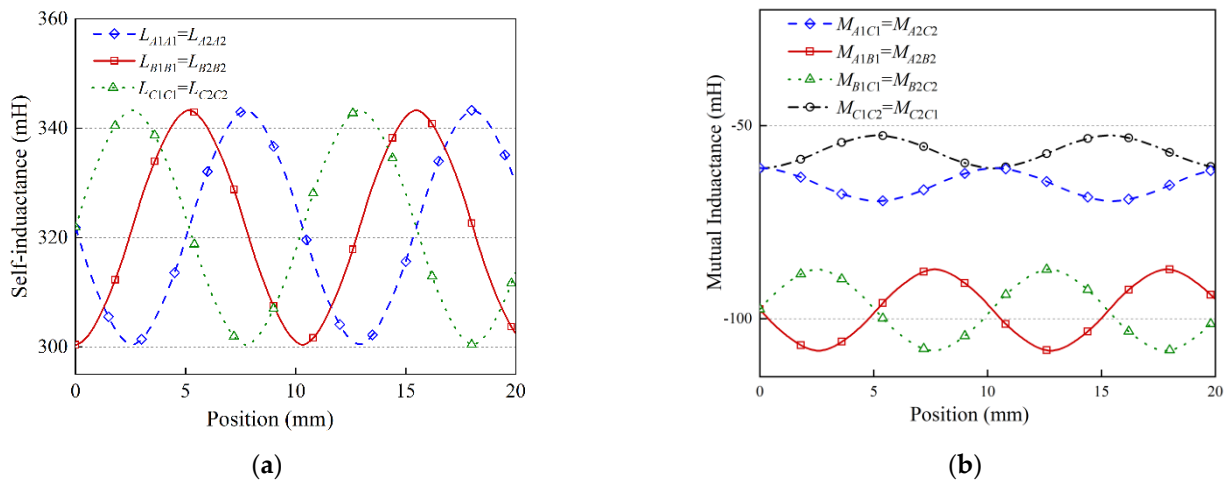 360
340
320
300
Self-inductance (mH)
L_{A1A1}=L_{A2A2}
L_{B1B1}=L_{B2B2}
L_{C1C1}=L_{C2C2}
0 5 10 15 20
Position (mm)
(a)
-50
-100
Mutual Inductance (mH)
M_{A1C1}=M_{A2C2}
M_{A1B1}=M_{A2B2}
M_{B1C1}=M_{B2C2}
M_{C1C2}=M_{C2C1}
0 5 10 15 20
Position (mm)
(b)